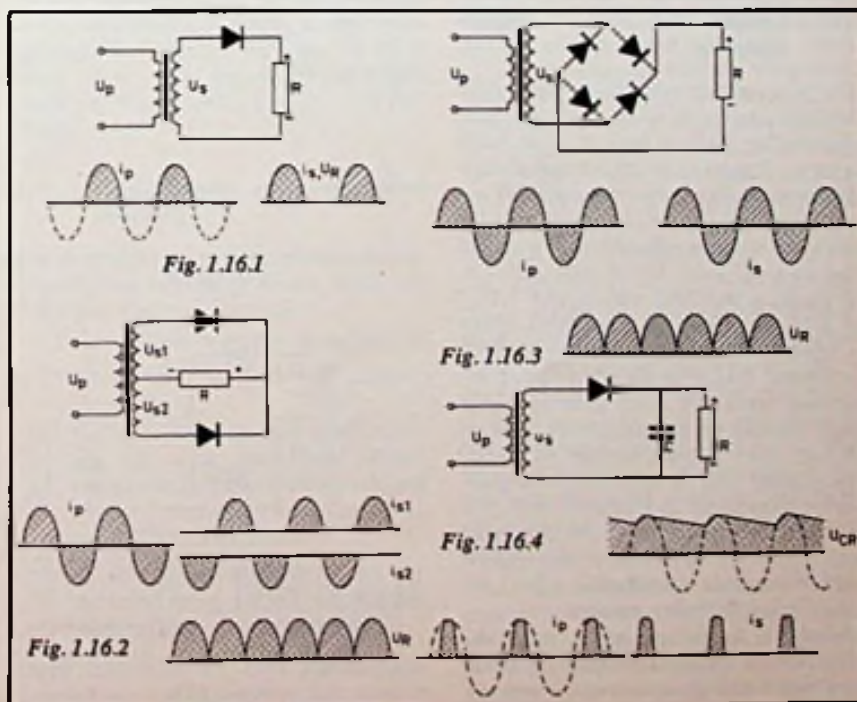 Up
Us
+
R
-
ip
is, UR
Fig. 1.16.1
Up
Us
+
R
-
ip
is
UR
Fig. 1.16.3
Up
Us1
Us2
-
R
+
ip
is1
is2
UR
Fig. 1.16.2
Up
us
+
R
-
UCR
Fig. 1.16.4
ip
is